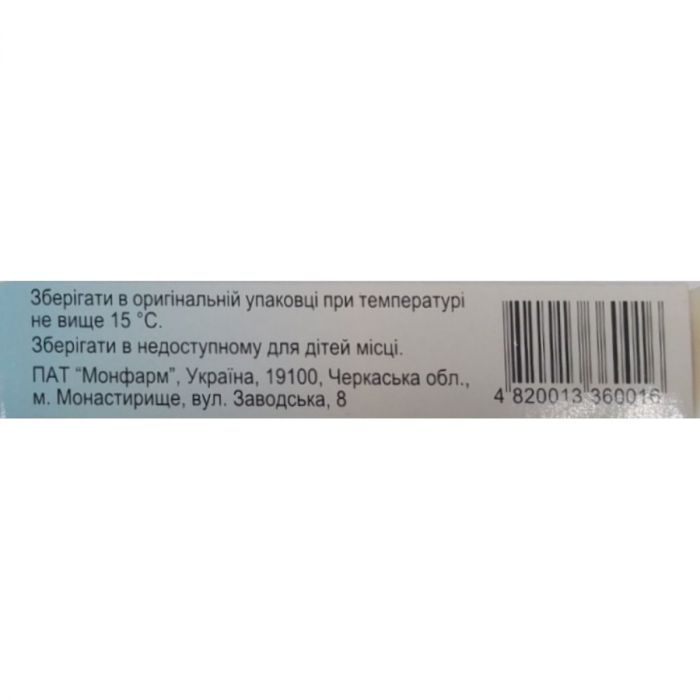 Зберігати в оригінальній упаковці при температурі
не вище 15 °С.
Зберігати в недоступному для дітей місці.
ПАТ “Монфарм”, Україна, 19100, Черкаська обл.,
м. Монастирище, вул. Заводська, 8
4 820013 360016